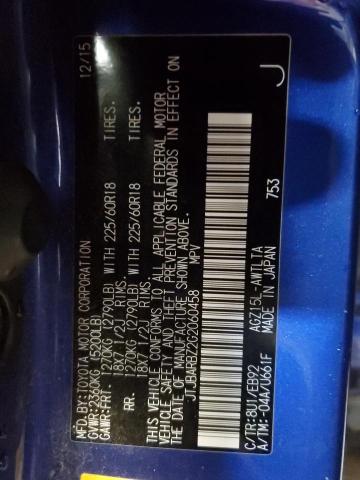 MFD.BY:TOYOTA MOTOR CORPORATION 12/15
GVWR:2360KG (5200LB)
GAWR:FRT. 1270KG (2790LB) WITH 225/60R18 TIRES.
18X7 1/2J RIMS.
RR. 1270KG (2790LB) WITH 225/60R18 TIRES.
18X7 1/2J RIMS.
THIS VEHICLE CONFORMS TO ALL APPLICABLE FEDERAL MOTOR
VEHICLE SAFETY AND THEFT PREVENTION STANDARDS IN EFFECT ON
THE DATE OF MANUFACTURE SHOWN ABOVE.
JTJBARBZ2G2060458 MPV
C/TR:8U1/EB92 AGZ15L-AWTLTA
A/TM:-04A/U661F MADE IN JAPAN 753 J